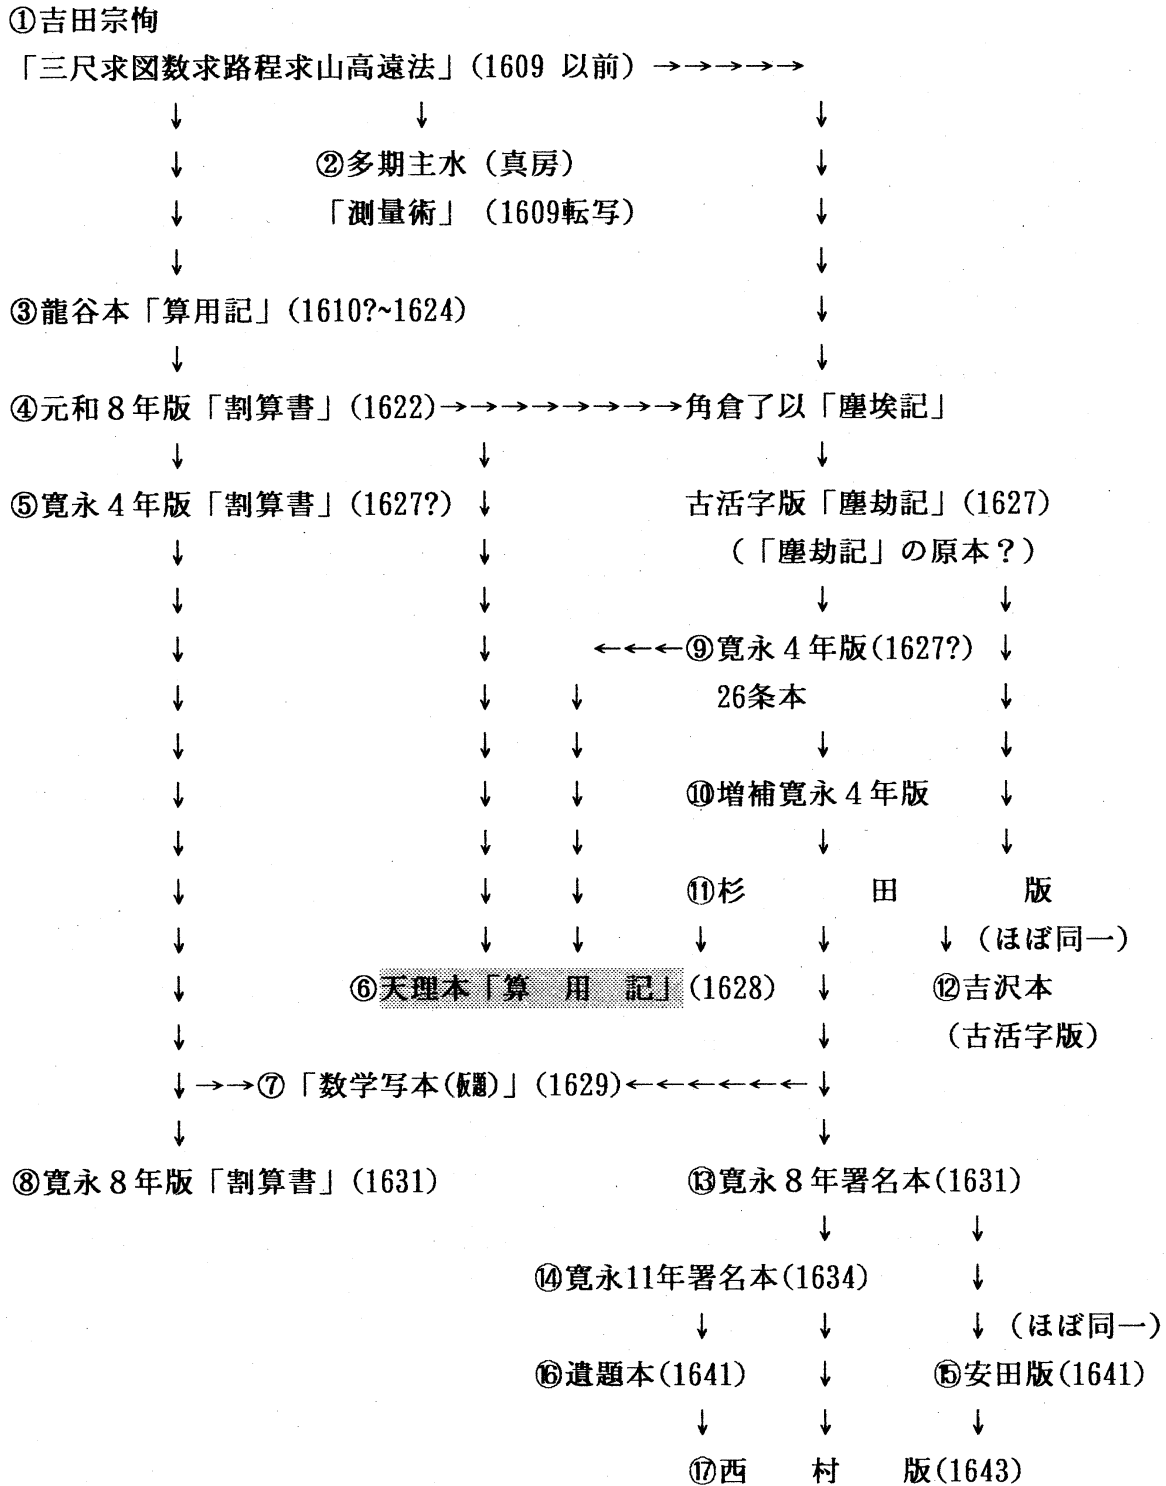 ①吉田宗恂
「三尺求図数求路程求山高遠法」(1609 以前) →→→→→
↓ ↓ ↓
↓ ②多期主水（真房） ↓
↓ 「測量術」（1609転写） ↓
↓ ↓
③龍谷本「算用記」(1610?~1624) ↓
↓ ↓
④元和８年版「割算書」(1622)→→→→→→→→角倉了以「塵埃記」
↓ ↓ ↓
⑤寛永４年版「割算書」(1627?) ↓ 古活字版「塵劫記」(1627)
↓ ↓ （「塵劫記」の原本？）
↓ ↓ ↓ ↓
↓ ↓ ←←←⑨寛永４年版(1627?) ↓
↓ ↓ ↓ 26条本 ↓
↓ ↓ ↓ ↓ ↓
↓ ↓ ↓ ⑩増補寛永４年版 ↓
↓ ↓ ↓ ↓ ↓
↓ ↓ ↓ ⑪杉 田 版
↓ ↓ ↓ ↓ ↓ ↓（ほぼ同一）
↓ ⑥天理本「算 用 記」(1628) ↓ ⑫吉沢本
↓ ↓ （古活字版）
↓→→⑦「数学写本(仮題)」(1629)←←←←←←↓
↓ ↓
⑧寛永８年版「割算書」(1631) ⑬寛永８年署名本(1631)
↓ ↓
⑭寛永11年署名本(1634) ↓
↓ ↓ ↓（ほぼ同一）
⑯遺題本(1641) ↓ ⑮安田版(1641)
↓ ↓ ↓
⑰西 村 版(1643)